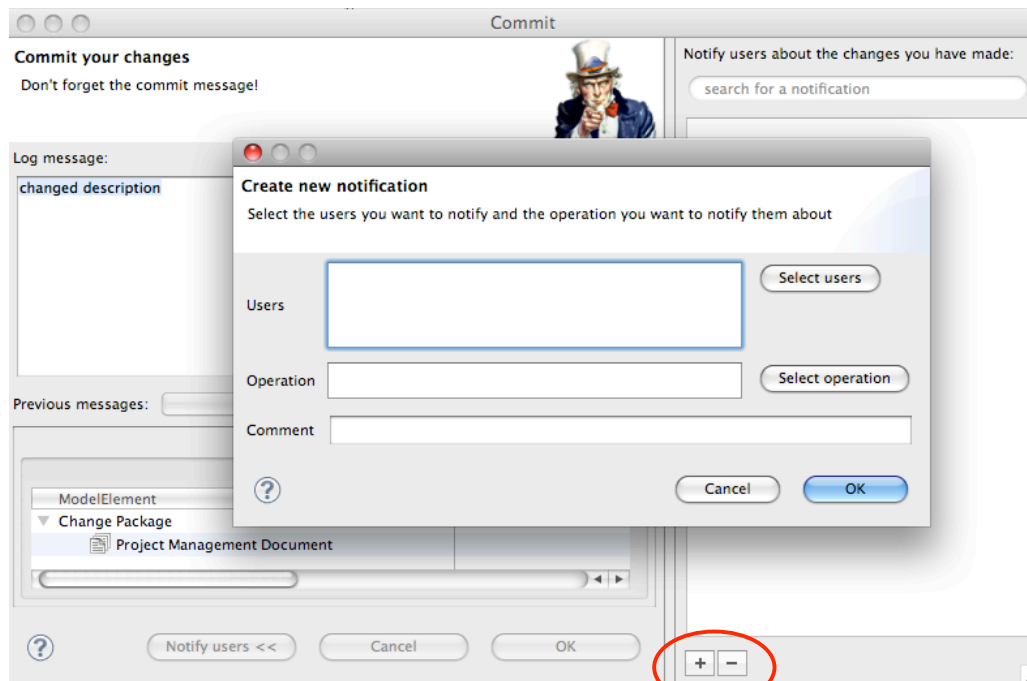 Commit
Commit your changes
Don't forget the commit message!
Notify users about the changes you have made:
search for a notification
Log message:
changed description
Create new notification
Select the users you want to notify and the operation you want to notify them about
Users
Select users
Operation
Select operation
Comment
Cancel
OK
Previous messages:
ModelElement
Change Package
Project Management Document
Notify users <<
Cancel
OK